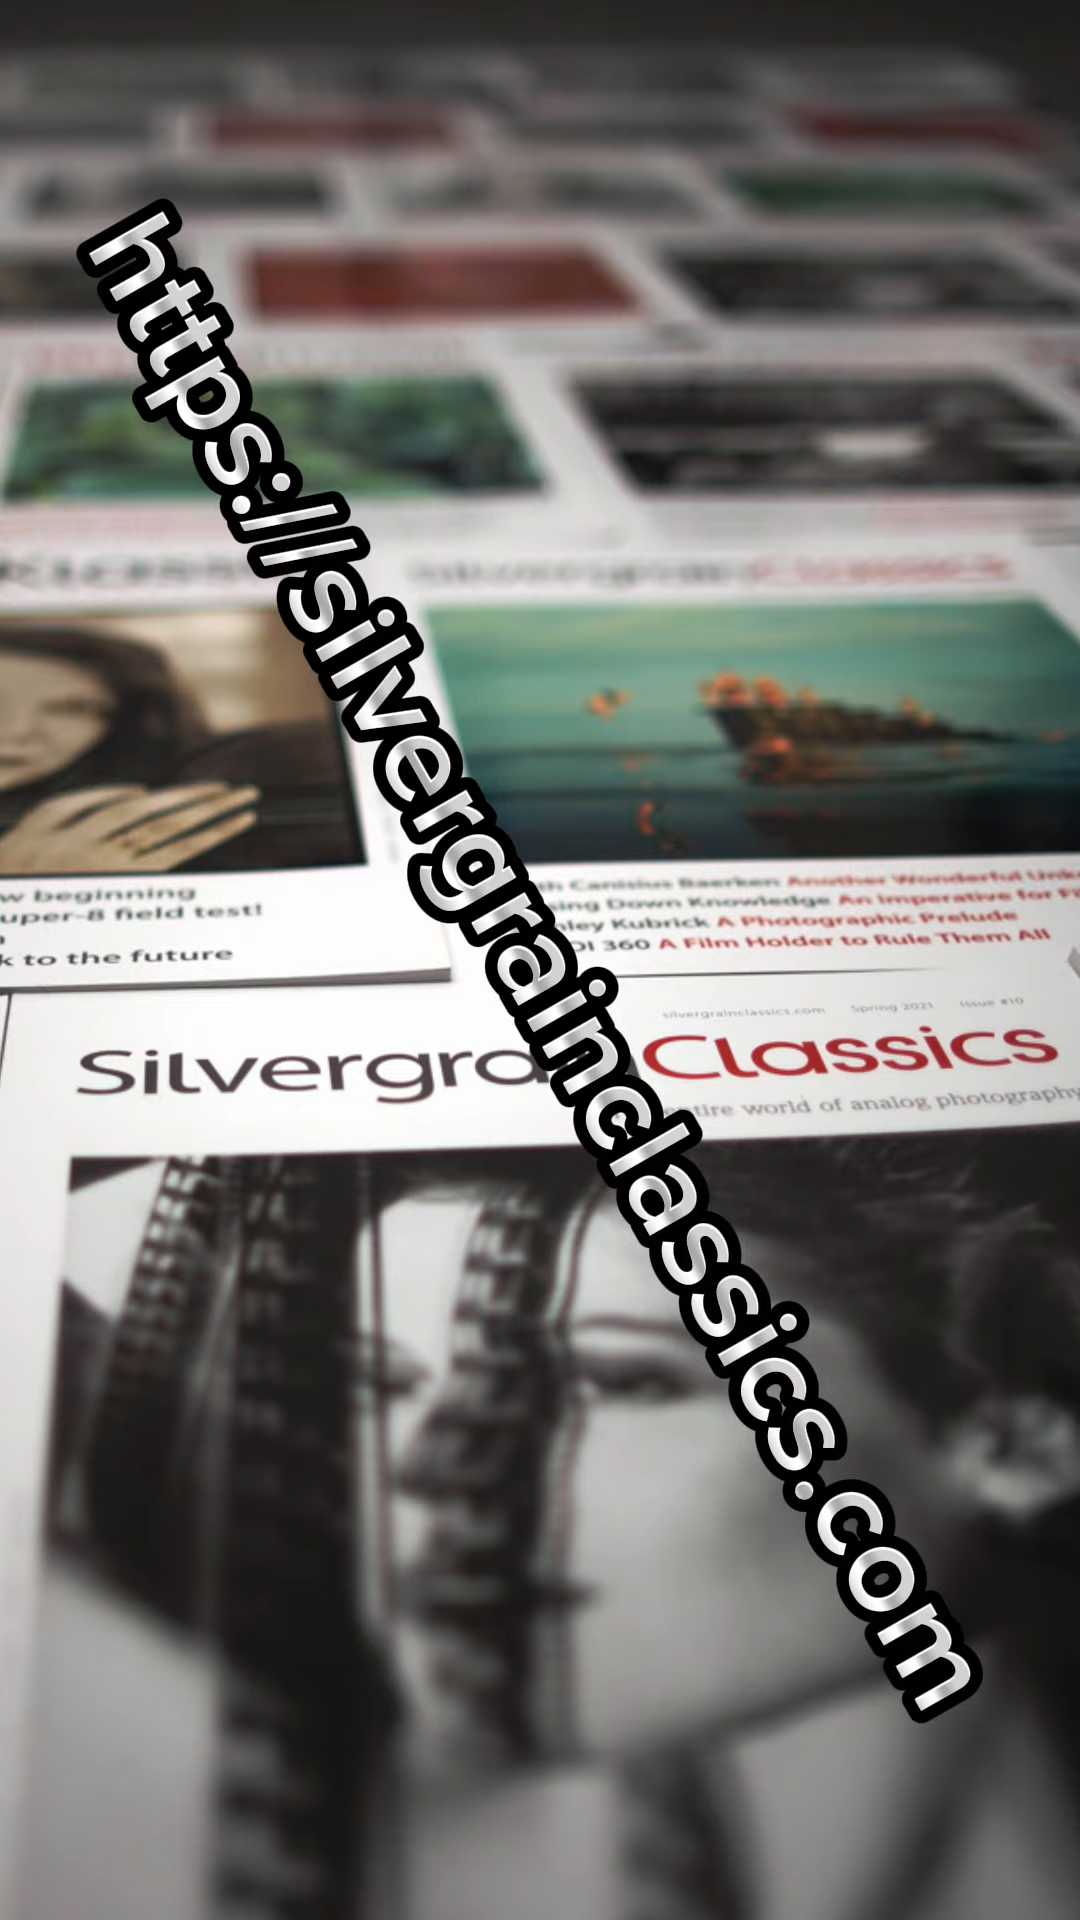 https://silvergrainclassics.com
w beginning
uper-8 field test!
k to the future
Canisius Baerken Another Wonderful
Down Knowledge An Imperative for
Kubrick A Photographic Prelude
360 A Film Holder to Rule Them All
silvergrainclassics.com Spring 2021 Issue #10
Silvergra Classics
entire world of analog photography